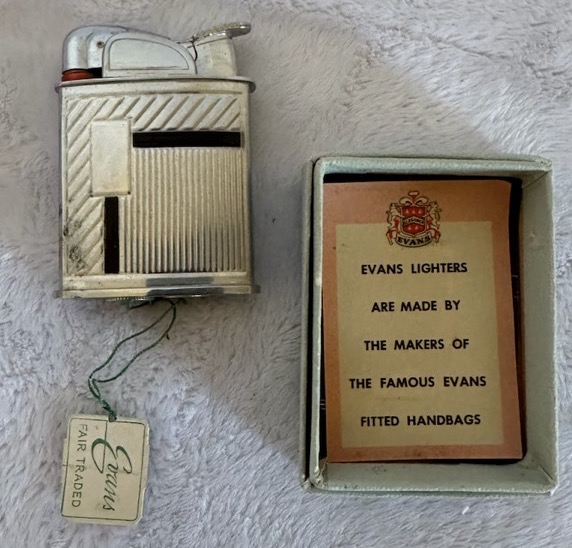 EVANS
EVANS LIGHTERS
ARE MADE BY
THE MAKERS OF
THE FAMOUS EVANS
FITTED HANDBAGS
Evans
FAIR TRADED